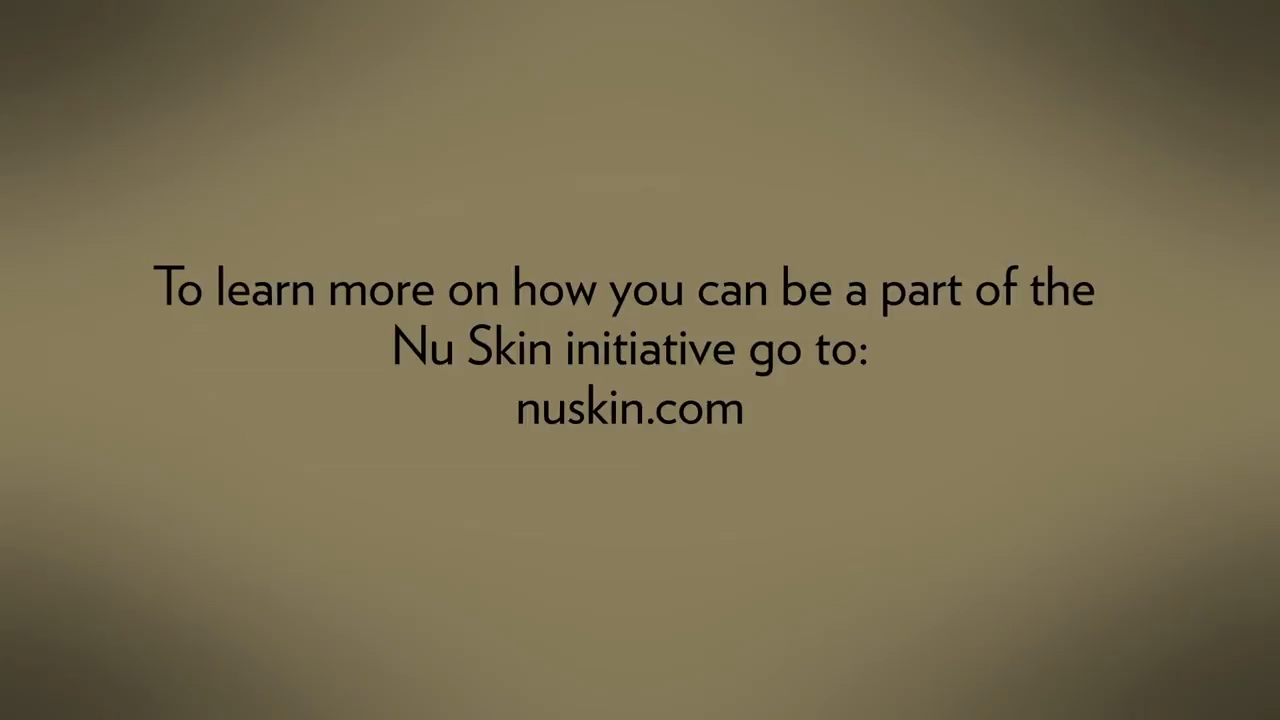 To learn more on how you can be a part of the
Nu Skin initiative go to:
nuskin.com